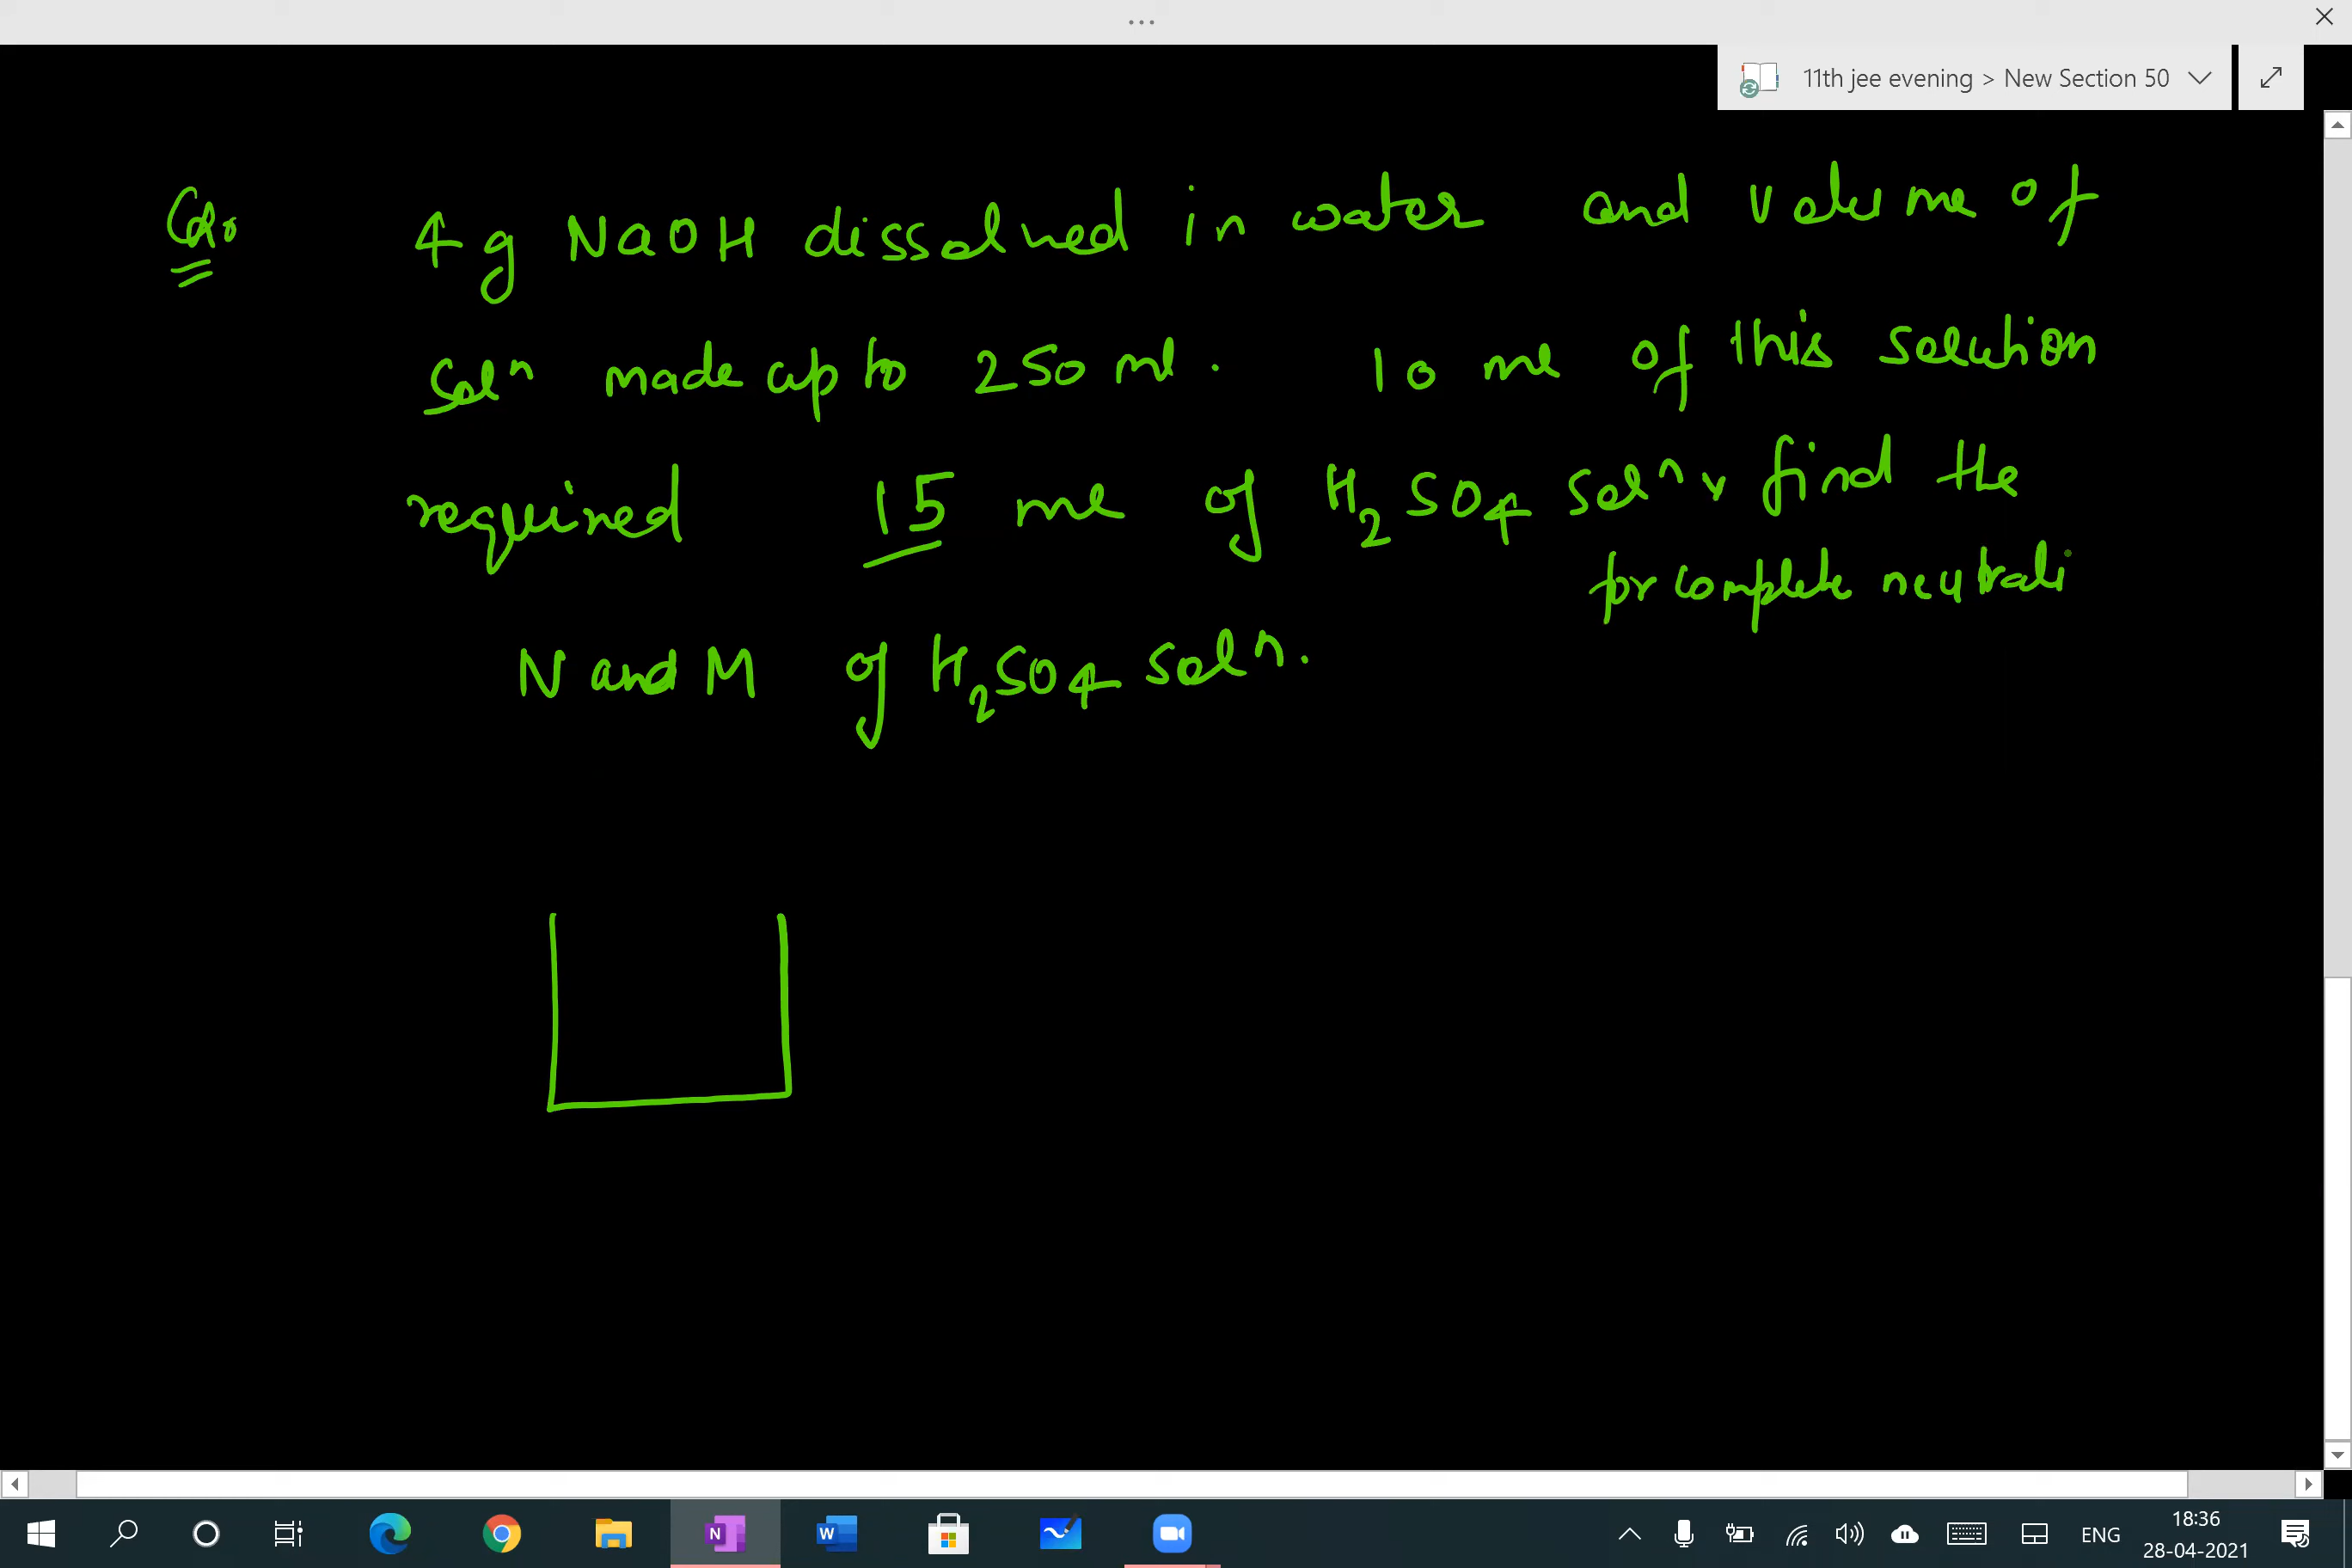 ...
11th jee evening > New Section 50
Q.
4 g NaOH dissolved in water and volume of
Solⁿ made up to 250 ml. 10 ml of this solution
required 15 ml of H₂SO₄ Solⁿ, find the
for complete neutrali
N and M of H₂SO₄ Solⁿ.
ENG
18:36
28-04-2021